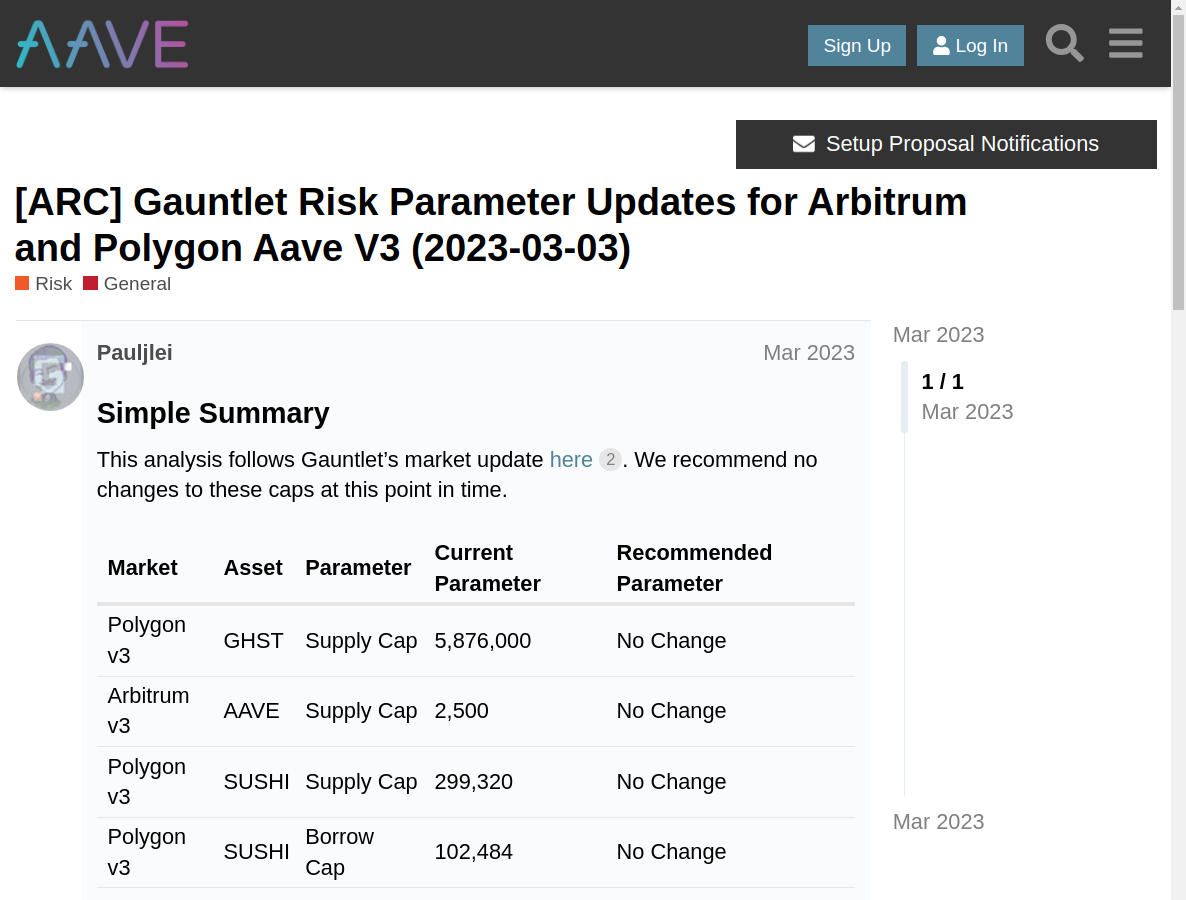 AAVE
Sign Up
Log In
Setup Proposal Notifications
[ARC] Gauntlet Risk Parameter Updates for Arbitrum
and Polygon Aave V3 (2023-03-03)
Risk General
Pauljlei Mar 2023
Simple Summary
This analysis follows Gauntlet’s market update here 2. We recommend no
changes to these caps at this point in time.
Market Asset Parameter Current Parameter Recommended Parameter
Polygon v3 GHST Supply Cap 5,876,000 No Change
Arbitrum v3 AAVE Supply Cap 2,500 No Change
Polygon v3 SUSHI Supply Cap 299,320 No Change
Polygon v3 SUSHI Borrow Cap 102,484 No Change
Mar 2023
1 / 1
Mar 2023
Mar 2023